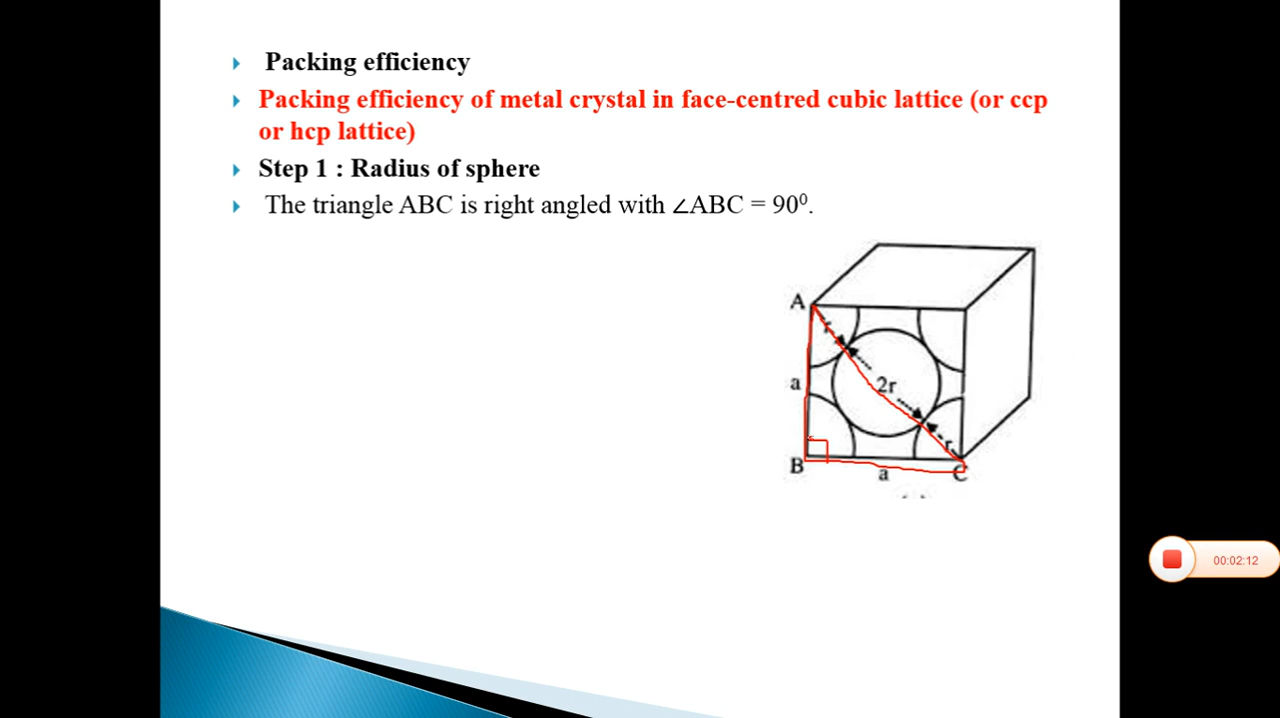 Packing efficiency
Packing efficiency of metal crystal in face-centred cubic lattice (or ccp
or hcp lattice)
Step 1 : Radius of sphere
The triangle ABC is right angled with ∠ABC = 90⁰.
A
r
a
2r
r
B
a
C
00:02:12